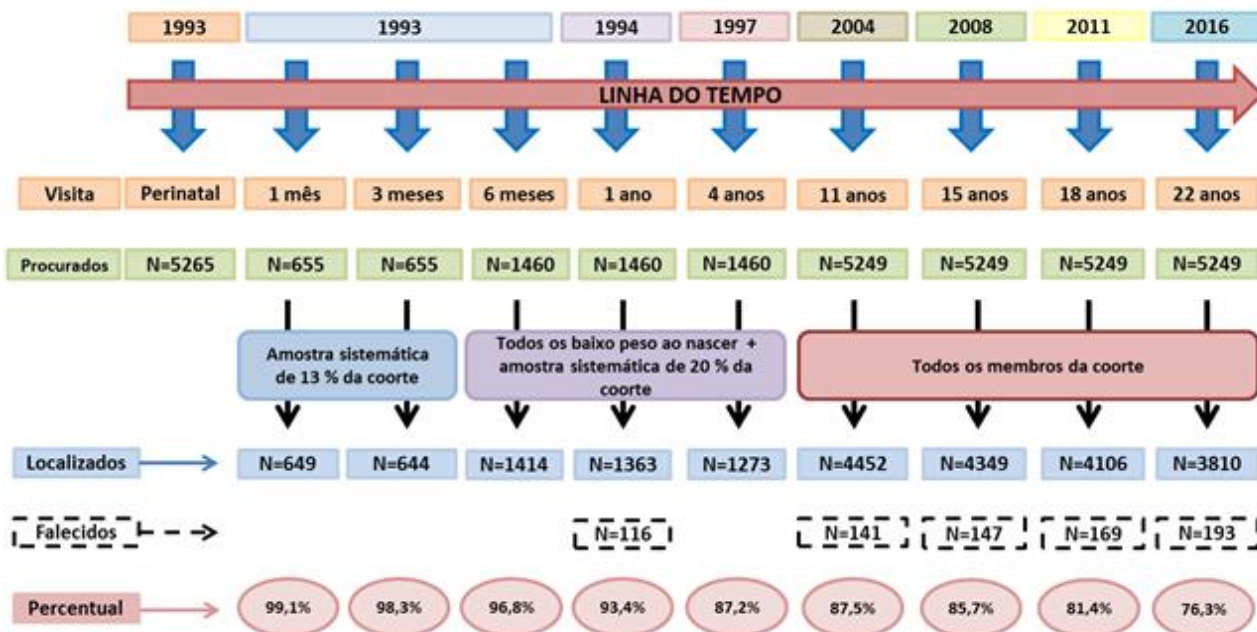 1993 1993 1994 1997 2004 2008 2011 2016
LINHA DO TEMPO
Visita Perinatal 1 mês 3 meses 6 meses 1 ano 4 anos 11 anos 15 anos 18 anos 22 anos
Procurados N=5265 N=655 N=655 N=1460 N=1460 N=1460 N=5249 N=5249 N=5249 N=5249
Amostra sistemática
de 13 % da coorte
Todos os baixo peso ao nascer +
amostra sistemática de 20 % da
coorte
Todos os membros da coorte
Localizados N=649 N=644 N=1414 N=1363 N=1273 N=4452 N=4349 N=4106 N=3810
Falecidos N=116 N=141 N=147 N=169 N=193
Percentual 99,1% 98,3% 96,8% 93,4% 87,2% 87,5% 85,7% 81,4% 76,3%